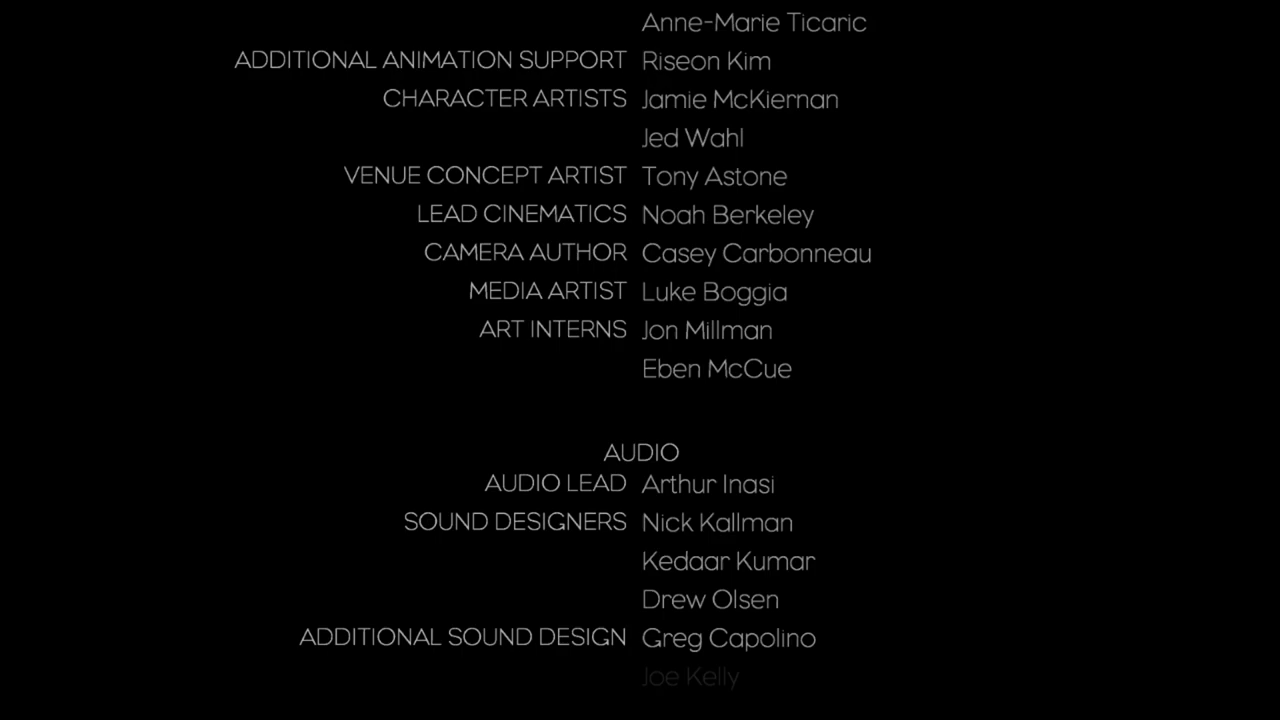 Anne-Marie Ticaric
ADDITIONAL ANIMATION SUPPORT Riseon Kim
CHARACTER ARTISTS Jamie McKiernan
Jed Wahl
VENUE CONCEPT ARTIST Tony Astone
LEAD CINEMATICS Noah Berkeley
CAMERA AUTHOR Casey Carbonneau
MEDIA ARTIST Luke Boggia
ART INTERNS Jon Millman
Eben McCue
AUDIO
AUDIO LEAD Arthur Inasi
SOUND DESIGNERS Nick Kallman
Kedaar Kumar
Drew Olsen
ADDITIONAL SOUND DESIGN Greg Capolino
Joe Kelly